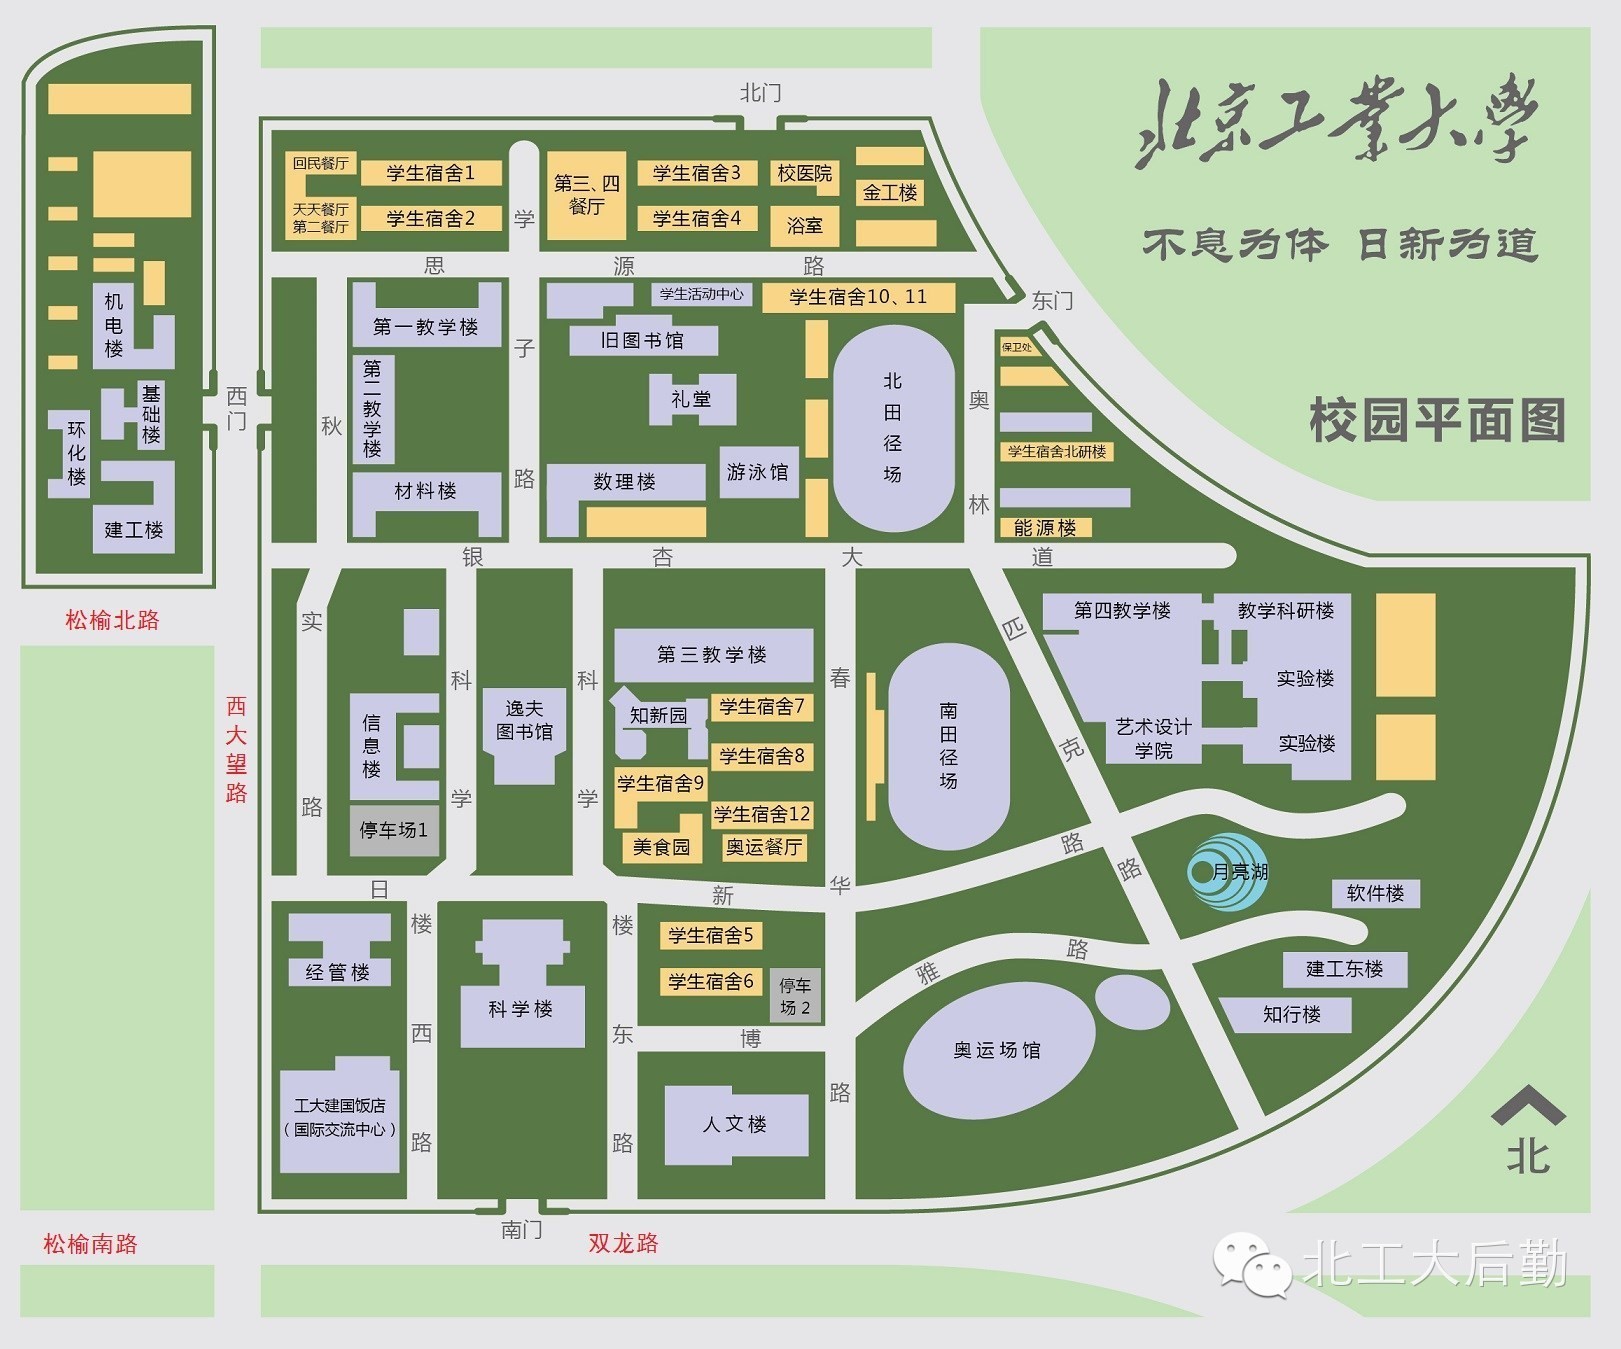 北京工業大學
不息为体 日新为道
校园平面图
北门
回民餐厅
天天餐厅
第二餐厅
学生宿舍1
学生宿舍2
第三、四
餐厅
学生宿舍3
学生宿舍4
校医院
浴室
金工楼
学子路
思源路
机电楼
基础楼
环化楼
建工楼
西门
秋实路
第一教学楼
第二教学楼
材料楼
学生活动中心
学生宿舍10、11
旧图书馆
礼堂
数理楼
游泳馆
北田径场
东门
保卫处
奥林匹克路
学生宿舍北研楼
能源楼
银杏大道
松榆北路
西大望路
信息楼
停车场1
科学楼西路
逸夫
图书馆
科学楼东路
第三教学楼
知新园
学生宿舍7
学生宿舍8
学生宿舍9
学生宿舍12
美食园
奥运餐厅
春华路
南田径场
第四教学楼
教学科研楼
实验楼
实验楼
艺术设计
学院
月亮湖
软件楼
建工东楼
知行楼
日新路
经管楼
科学楼
学生宿舍5
学生宿舍6
停车
场2
博雅路
奥运场馆
工大建国饭店
（国际交流中心）
人文楼
南门
松榆南路
双龙路
北
北工大后勤